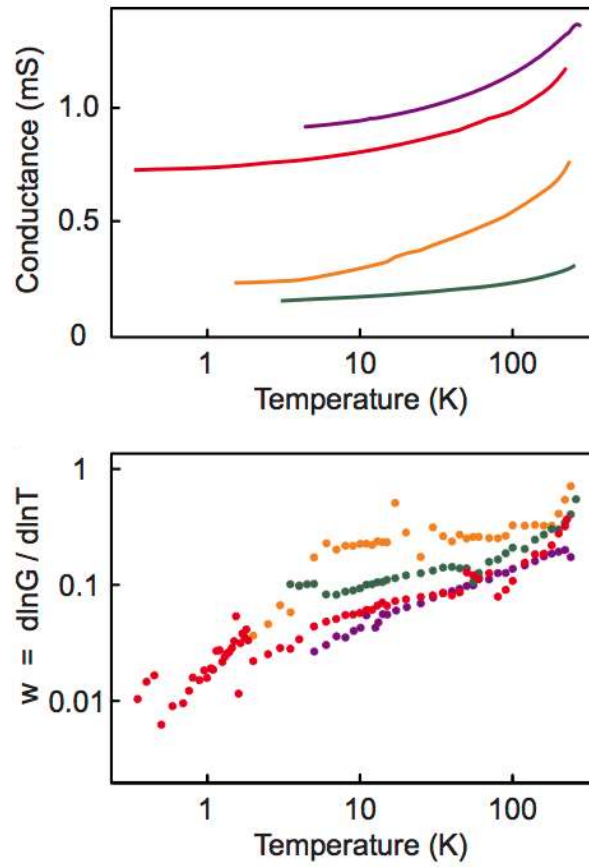 Conductance (mS)
1.0
0.5
0
1 10 100
Temperature (K)
w = dlnG / dlnT
1
0.1
0.01
1 10 100
Temperature (K)